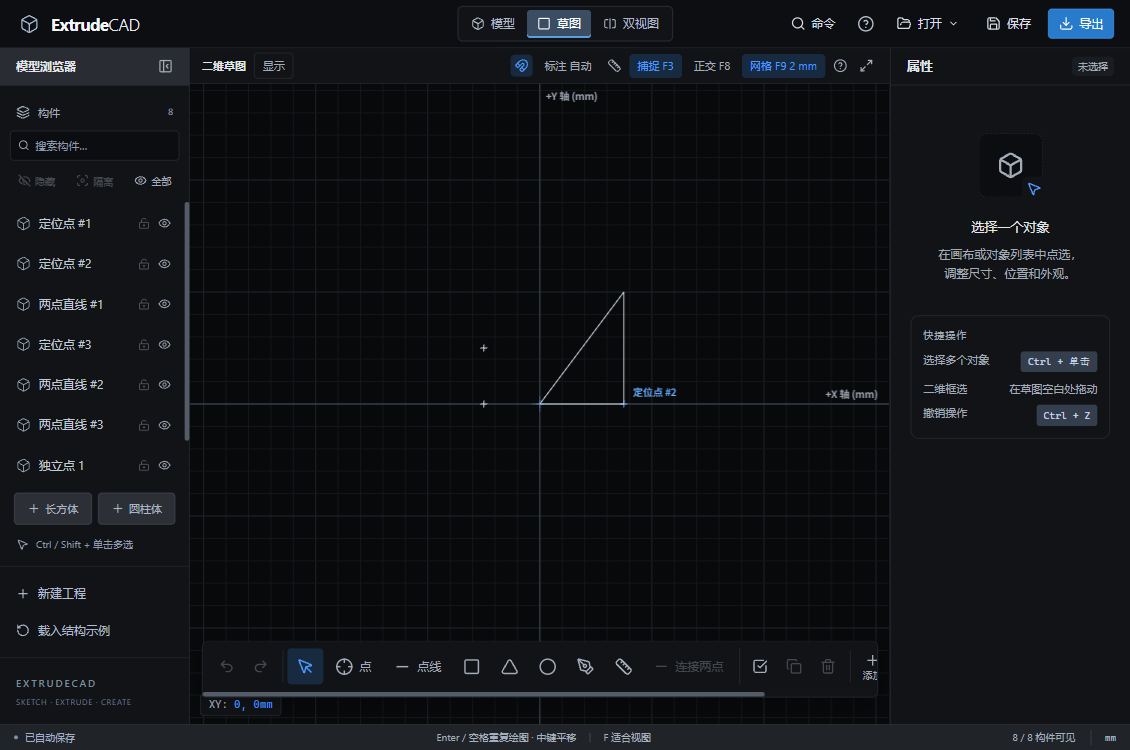 ExtrudeCAD
模型
草图
双视图
命令
打开
保存
导出
模型浏览器
二维草图
显示
标注 自动
捕捉 F3
正交 F8
网格 F9 2 mm
属性
未选择
构件
8
搜索构件...
隐藏
隔离
全部
定位点 #1
定位点 #2
两点直线 #1
定位点 #3
两点直线 #2
两点直线 #3
独立点 1
长方体
圆柱体
Ctrl / Shift + 单击多选
新建工程
载入结构示例
EXTRUDECAD
SKETCH · EXTRUDE · CREATE
+Y 轴 (mm)
定位点 #2
+X 轴 (mm)
点
点线
连接两点
添加
XY: 0, 0mm
选择一个对象
在画布或对象列表中点选,
调整尺寸、位置和外观。
快捷操作
选择多个对象
Ctrl + 单击
二维框选
在草图空白处拖动
撤销操作
Ctrl + Z
已自动保存
Enter / 空格重复绘图 · 中键平移
F 适合视图
8 / 8 构件可见
mm